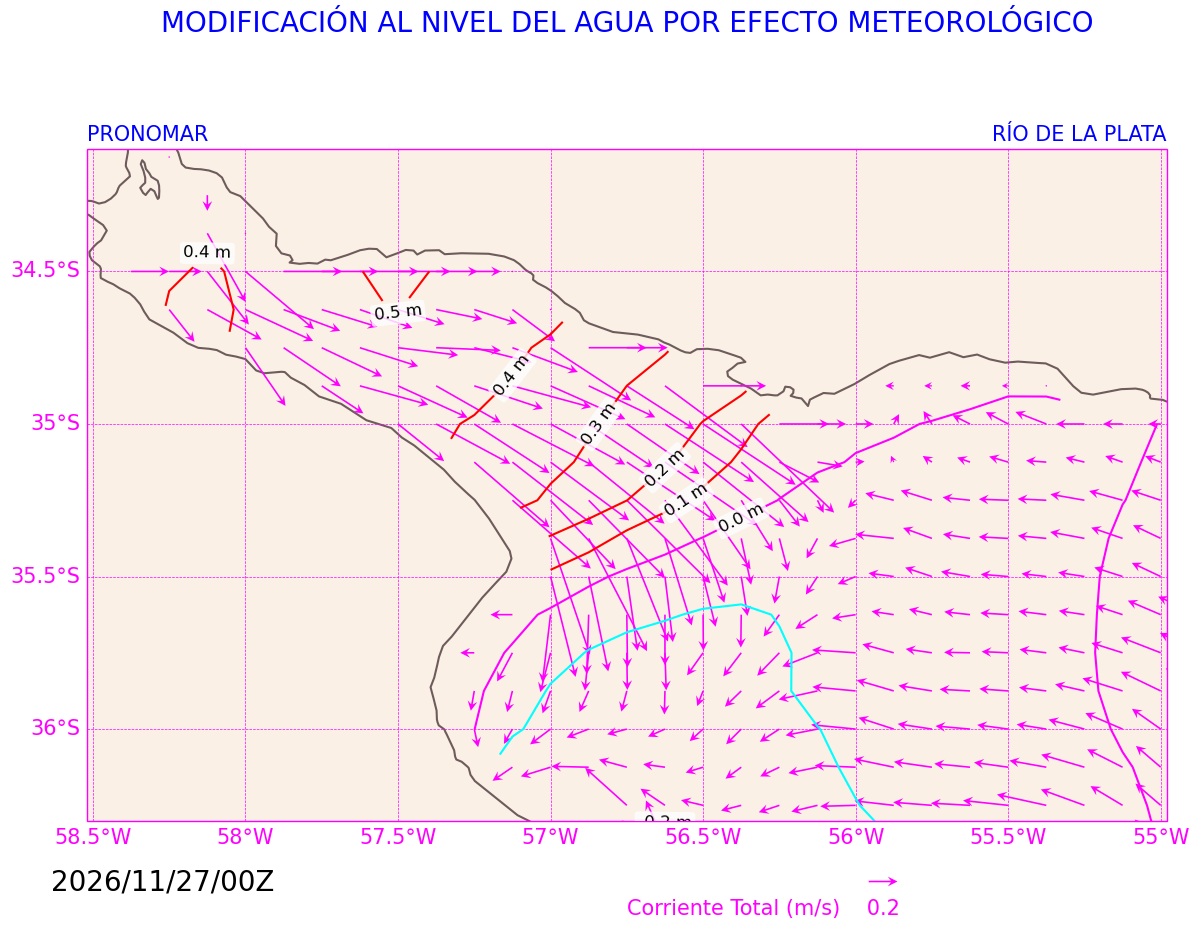 MODIFICACIÓN AL NIVEL DEL AGUA POR EFECTO METEOROLÓGICO
PRONOMAR RÍO DE LA PLATA
0.4 m
34.5°S
0.5 m
0.4 m
0.3 m
35°S
0.2 m
0.1 m
0.0 m
35.5°S
36°S
58.5°W 58°W 57.5°W 57°W 56.5°W 56°W 55.5°W 55°W
2026/11/27/00Z
Corriente Total (m/s) 0.2